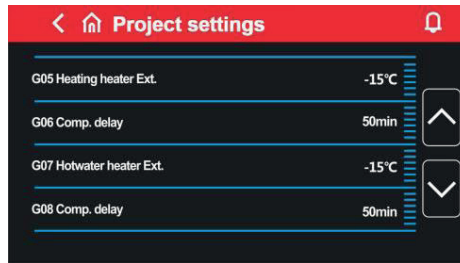 Project settings
G05 Heating heater Ext. -15℃
G06 Comp. delay 50min
G07 Hotwater heater Ext. -15℃
G08 Comp. delay 50min